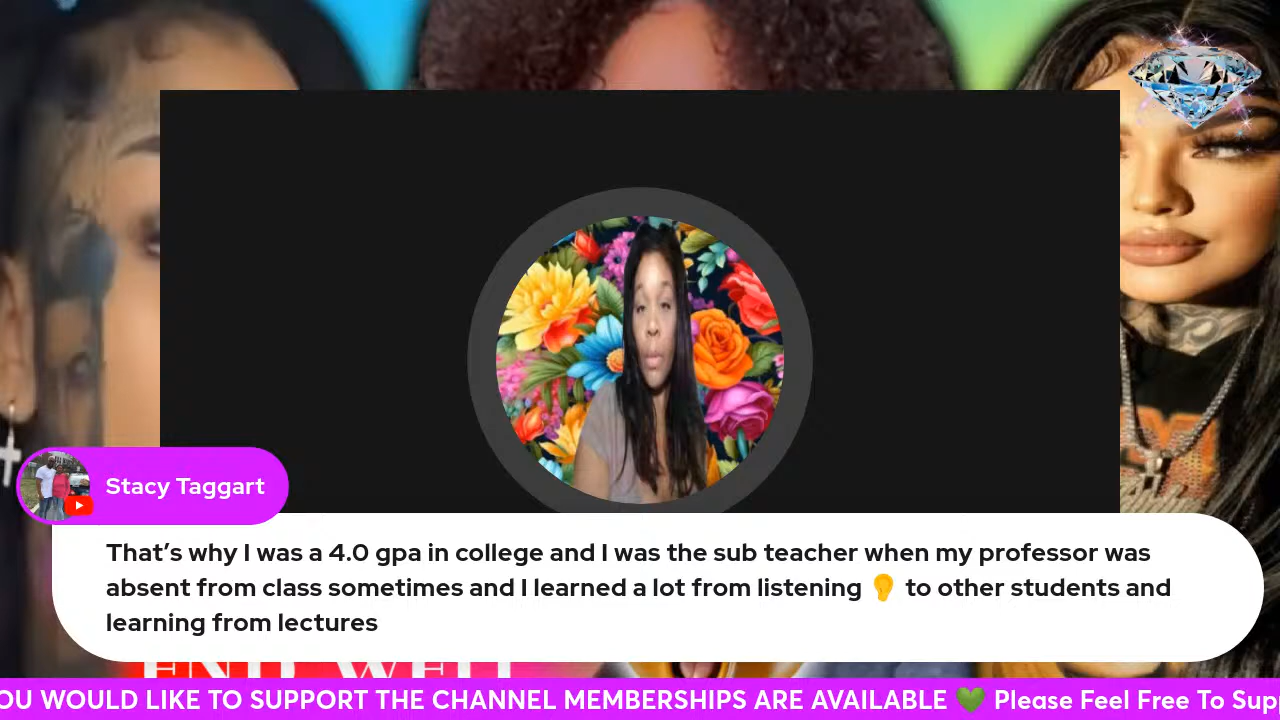 Stacy Taggart
That’s why I was a 4.0 gpa in college and I was the sub teacher when my professor was
absent from class sometimes and I learned a lot from listening 👂 to other students and
learning from lectures
END WELL
OU WOULD LIKE TO SUPPORT THE CHANNEL MEMBERSHIPS ARE AVAILABLE 💚 Please Feel Free To Sup